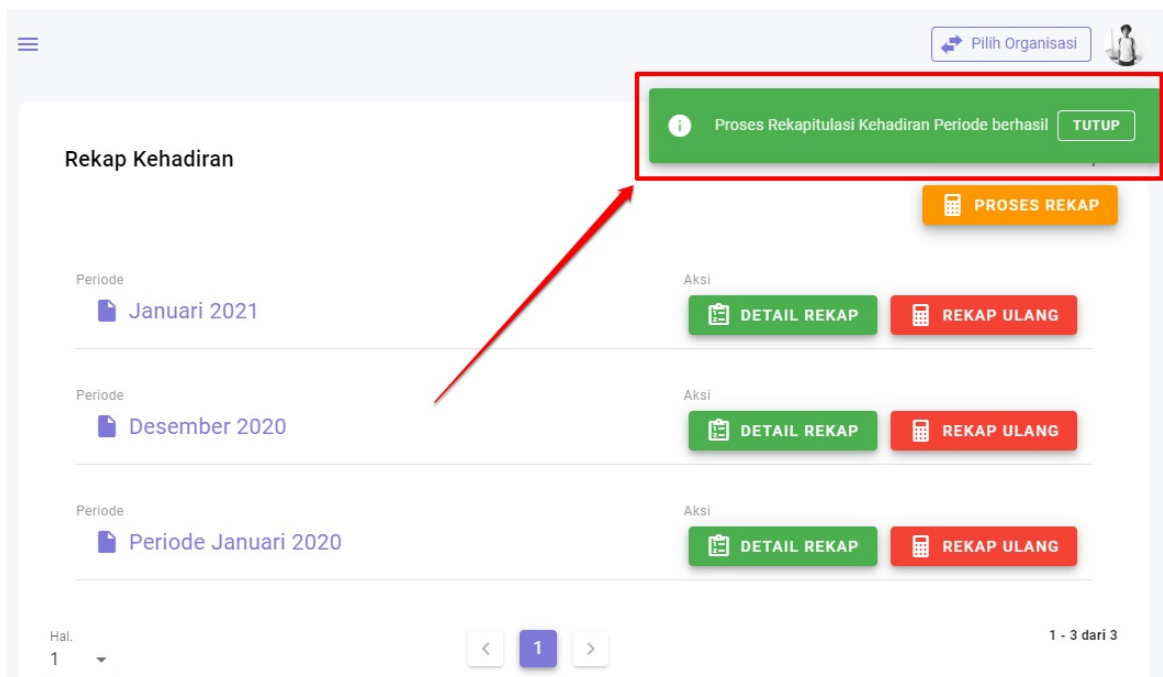 Pilih Organisasi
Proses Rekapitulasi Kehadiran Periode berhasil TUTUP
Rekap Kehadiran
PROSES REKAP
Periode Aksi
Januari 2021 DETAIL REKAP REKAP ULANG
Periode Aksi
Desember 2020 DETAIL REKAP REKAP ULANG
Periode Aksi
Periode Januari 2020 DETAIL REKAP REKAP ULANG
Hal.
1 < 1 > 1 - 3 dari 3